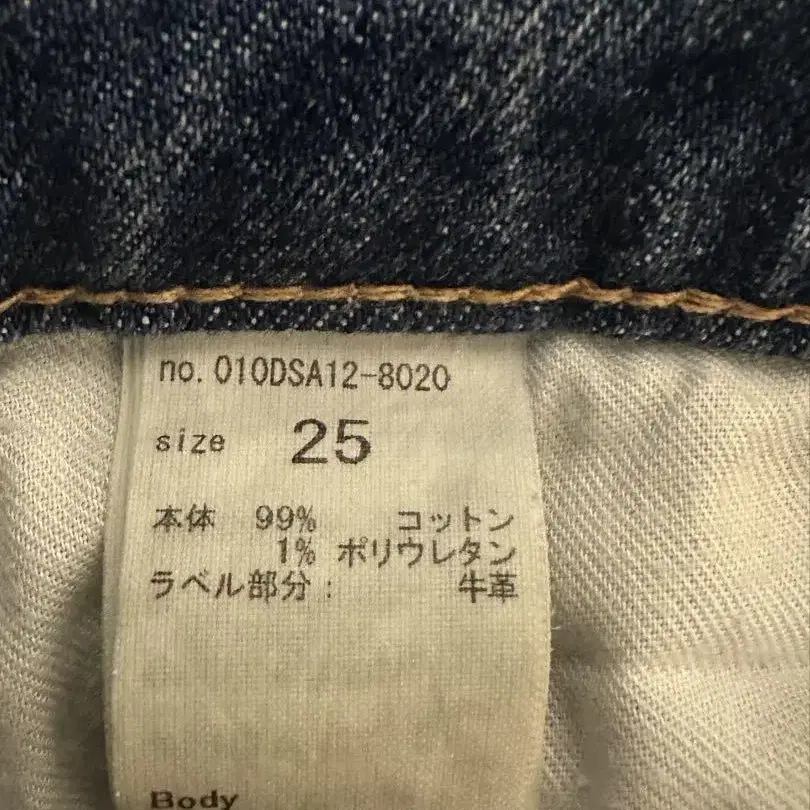 no. 010DSA12-8020
size 25
本体 99% コットン
1% ポリウレタン
ラベル部分: 牛革
Body